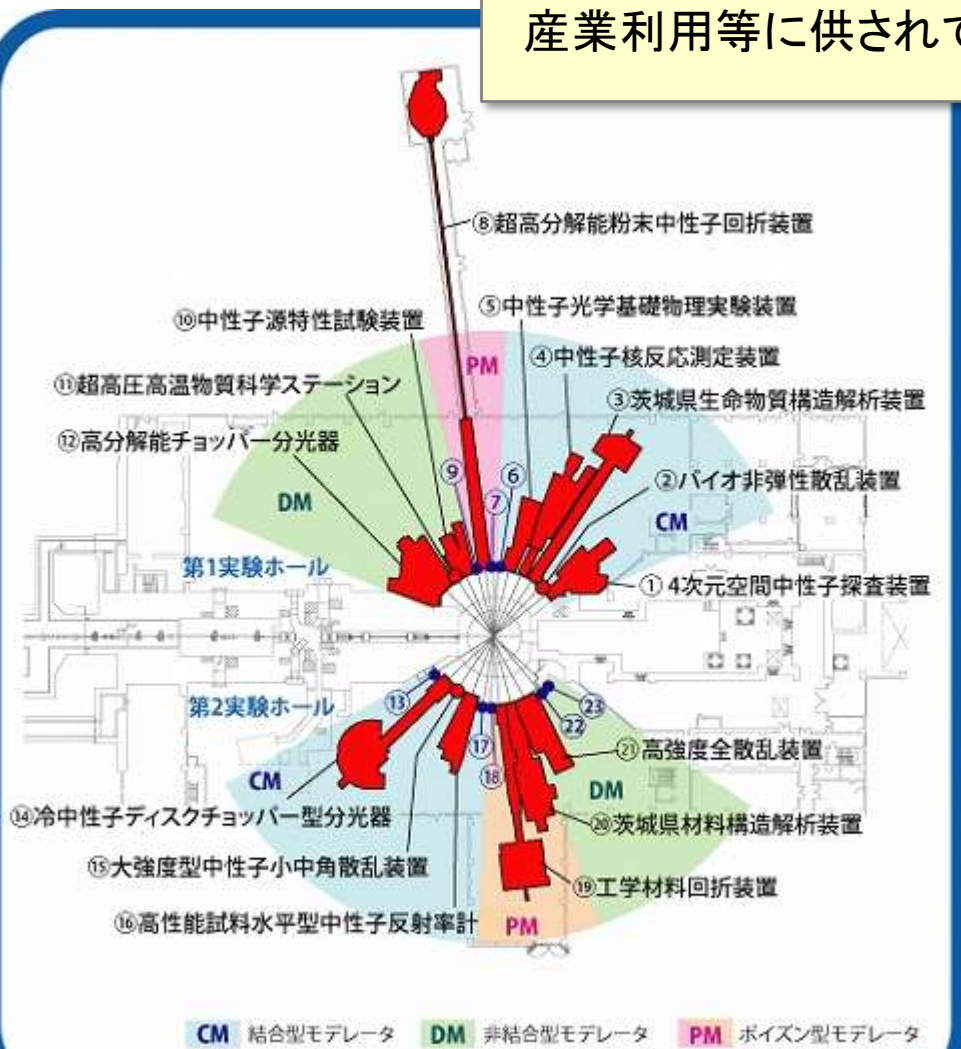 産業利用等に供されて
⑧超高分解能粉末中性子回折装置
⑩中性子源特性試験装置
⑤中性子光学基礎物理実験装置
PM
④中性子核反応測定装置
⑪超高圧高温物質科学ステーション
③茨城県生命物質構造解析装置
⑫高分解能チョッパー分光器
⑨
⑥
②バイオ非弾性散乱装置
DM
⑦
CM
第1実験ホール
①4次元空間中性子探査装置
第2実験ホール
⑬
㉓
㉒
⑰
㉑高強度全散乱装置
CM
⑱
DM
⑭冷中性子ディスクチョッパー型分光器
⑳茨城県材料構造解析装置
⑮大強度型中性子小中角散乱装置
⑲工学材料回折装置
⑯高性能試料水平型中性子反射率計
PM
CM 結合型モデレータ DM 非結合型モデレータ PM ポイズン型モデレータ